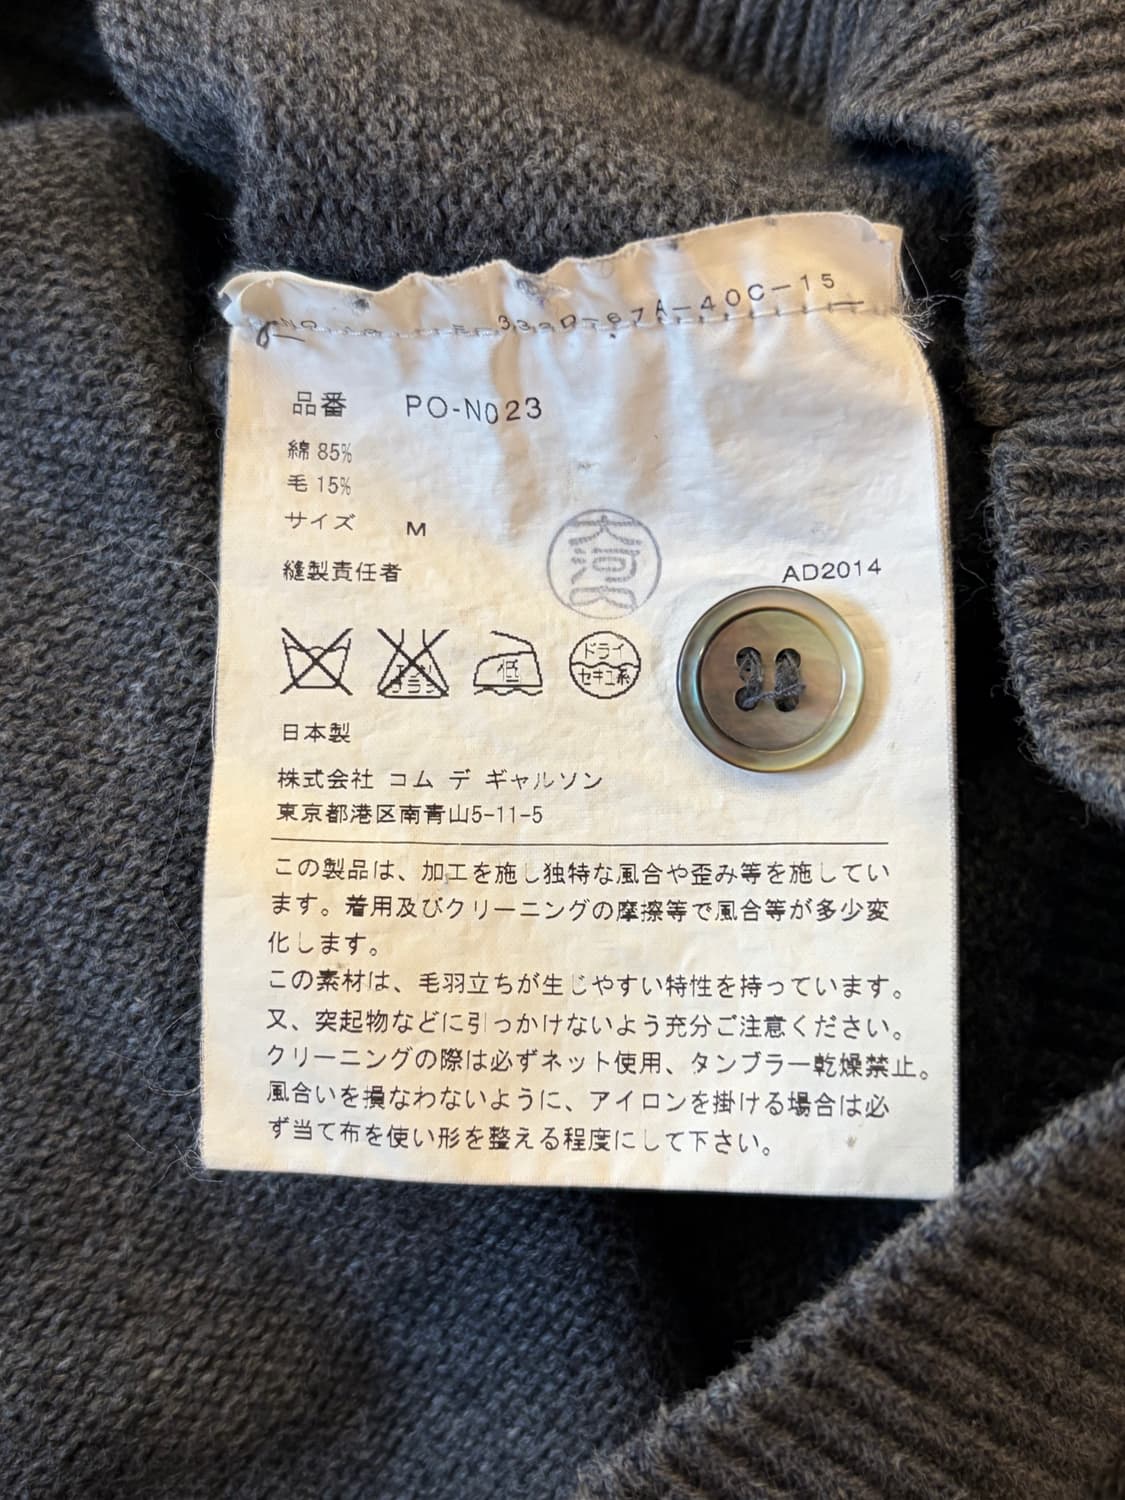 67A-40C-15
品番 PO-N023
綿 85%
毛 15%
サイズ M
縫製責任者
AD2014
低
ドライ
セキユ系
日本製
株式会社 コム デ ギャルソン
東京都港区南青山5-11-5
この製品は、加工を施し独特な風合や歪み等を施してい
ます。着用及びクリーニングの摩擦等で風合等が多少変
化します。
この素材は、毛羽立ちが生じやすい特性を持っています。
又、突起物などに引っかけないよう充分ご注意ください。
クリーニングの際は必ずネット使用、タンブラー乾燥禁止。
風合いを損なわないように、アイロンを掛ける場合は必
ず当て布を使い形を整える程度にして下さい。